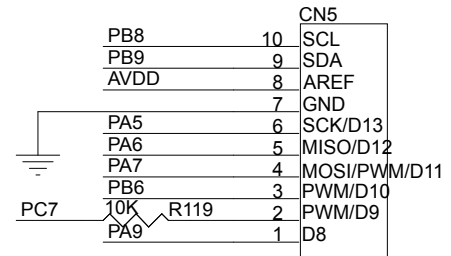 CN5
PB8 10 SCL
PB9 9 SDA
AVDD 8 AREF
7 GND
PA5 6 SCK/D13
PA6 5 MISO/D12
PA7 4 MOSI/PWM/D11
PB6 3 PWM/D10
PC7 10K R119 2 PWM/D9
PA9 1 D8